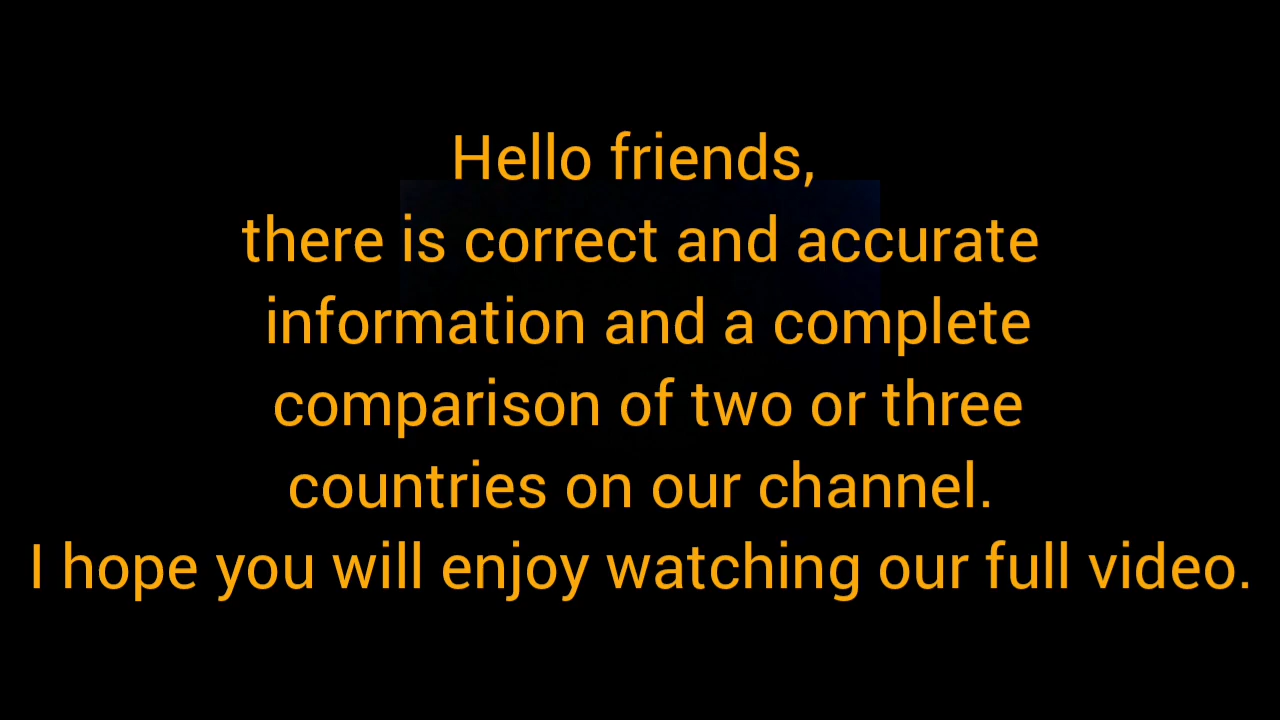 Hello friends,
there is correct and accurate
information and a complete
comparison of two or three
countries on our channel.
I hope you will enjoy watching our full video.